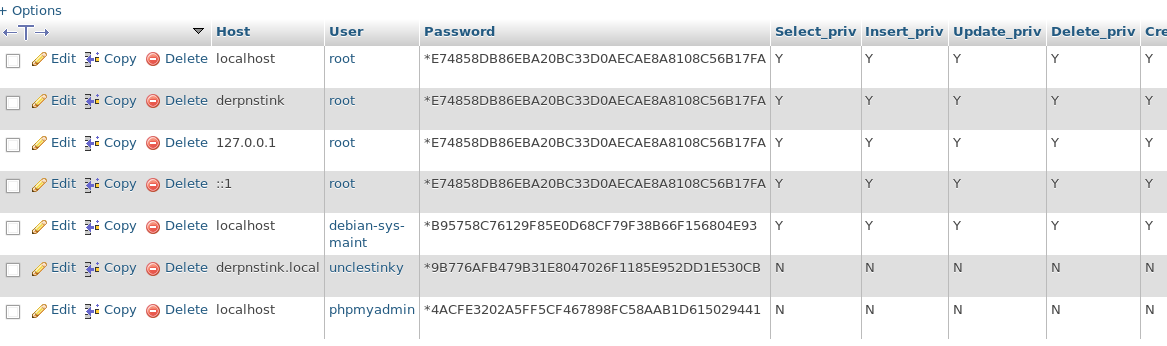 + Options
←T→ Host User Password Select_priv Insert_priv Update_priv Delete_priv Cre
Edit Copy Delete localhost root *E74858DB86EBA20BC33D0AECAE8A8108C56B17FA Y Y Y Y Y
Edit Copy Delete derpnstink root *E74858DB86EBA20BC33D0AECAE8A8108C56B17FA Y Y Y Y Y
Edit Copy Delete 127.0.0.1 root *E74858DB86EBA20BC33D0AECAE8A8108C56B17FA Y Y Y Y Y
Edit Copy Delete ::1 root *E74858DB86EBA20BC33D0AECAE8A8108C56B17FA Y Y Y Y Y
Edit Copy Delete localhost debian-sys- *B95758C76129F85E0D68CF79F38B66F156804E93 Y Y Y Y Y
maint
Edit Copy Delete derpnstink.local unclestinky *9B776AFB479B31E8047026F1185E952DD1E530CB N N N N N
Edit Copy Delete localhost phpmyadmin *4ACFE3202A5FF5CF467898FC58AAB1D615029441 N N N N N